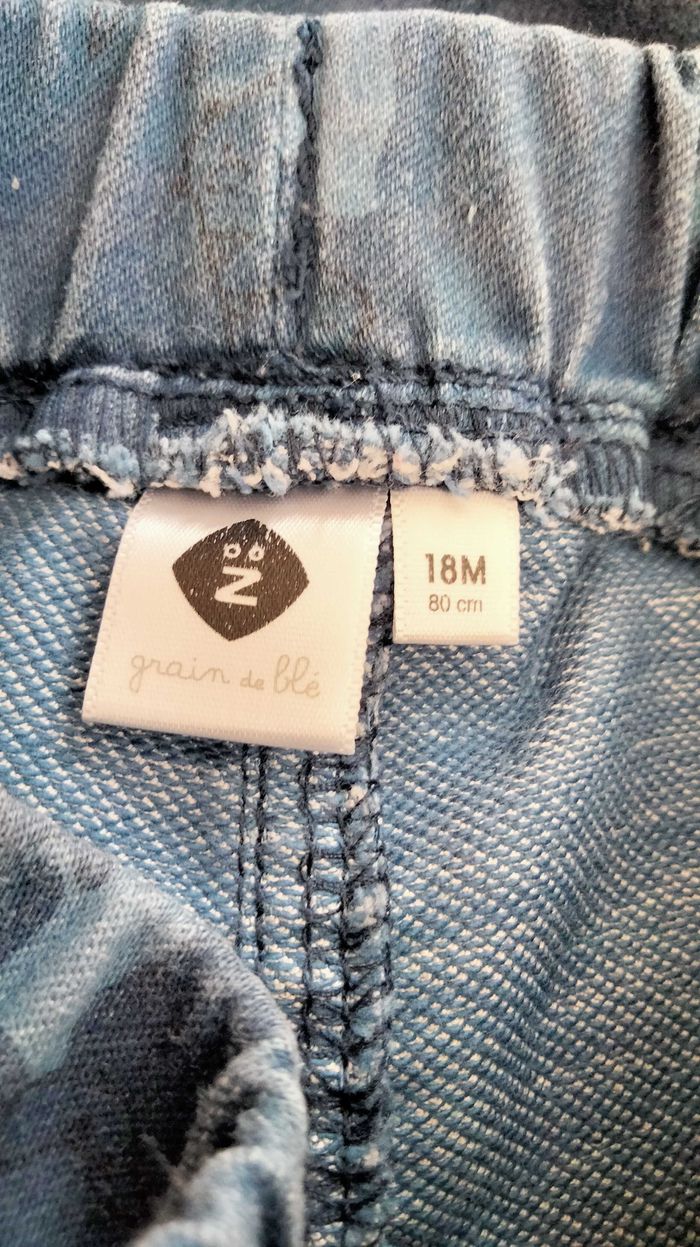 Z
grain de blé
18M
80 cm